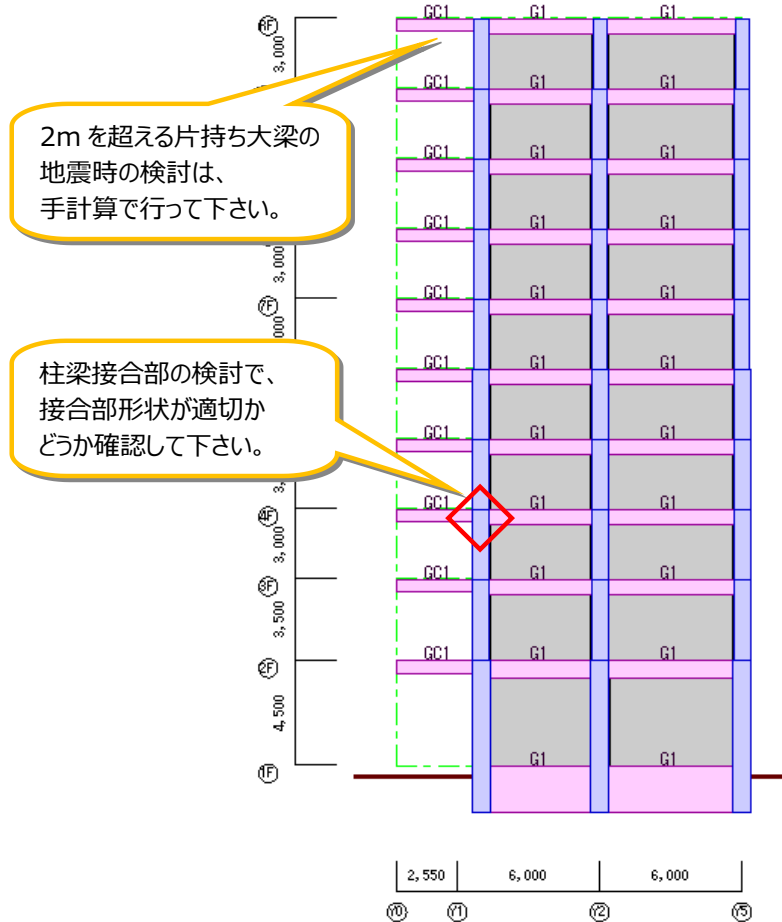 GC1 G1 G1
RF
3,000
GC1 G1 G1
2m を超える片持ち大梁の
地震時の検討は、
手計算で行って下さい。
GC1 G1 G1
GC1 G1 G1
3,000
GC1 G1 G1
7F
000
GC1 G1 G1
柱梁接合部の検討で、
接合部形状が適切か
どうか確認して下さい。
GC1 G1 G1
GC1 G1 G1
4F
3,000
GC1 G1 G1
3F
3,500
GC1 G1 G1
2F
4,500
G1 G1
1F
2,550 6,000 6,000
Y0 Y1 Y2 Y5